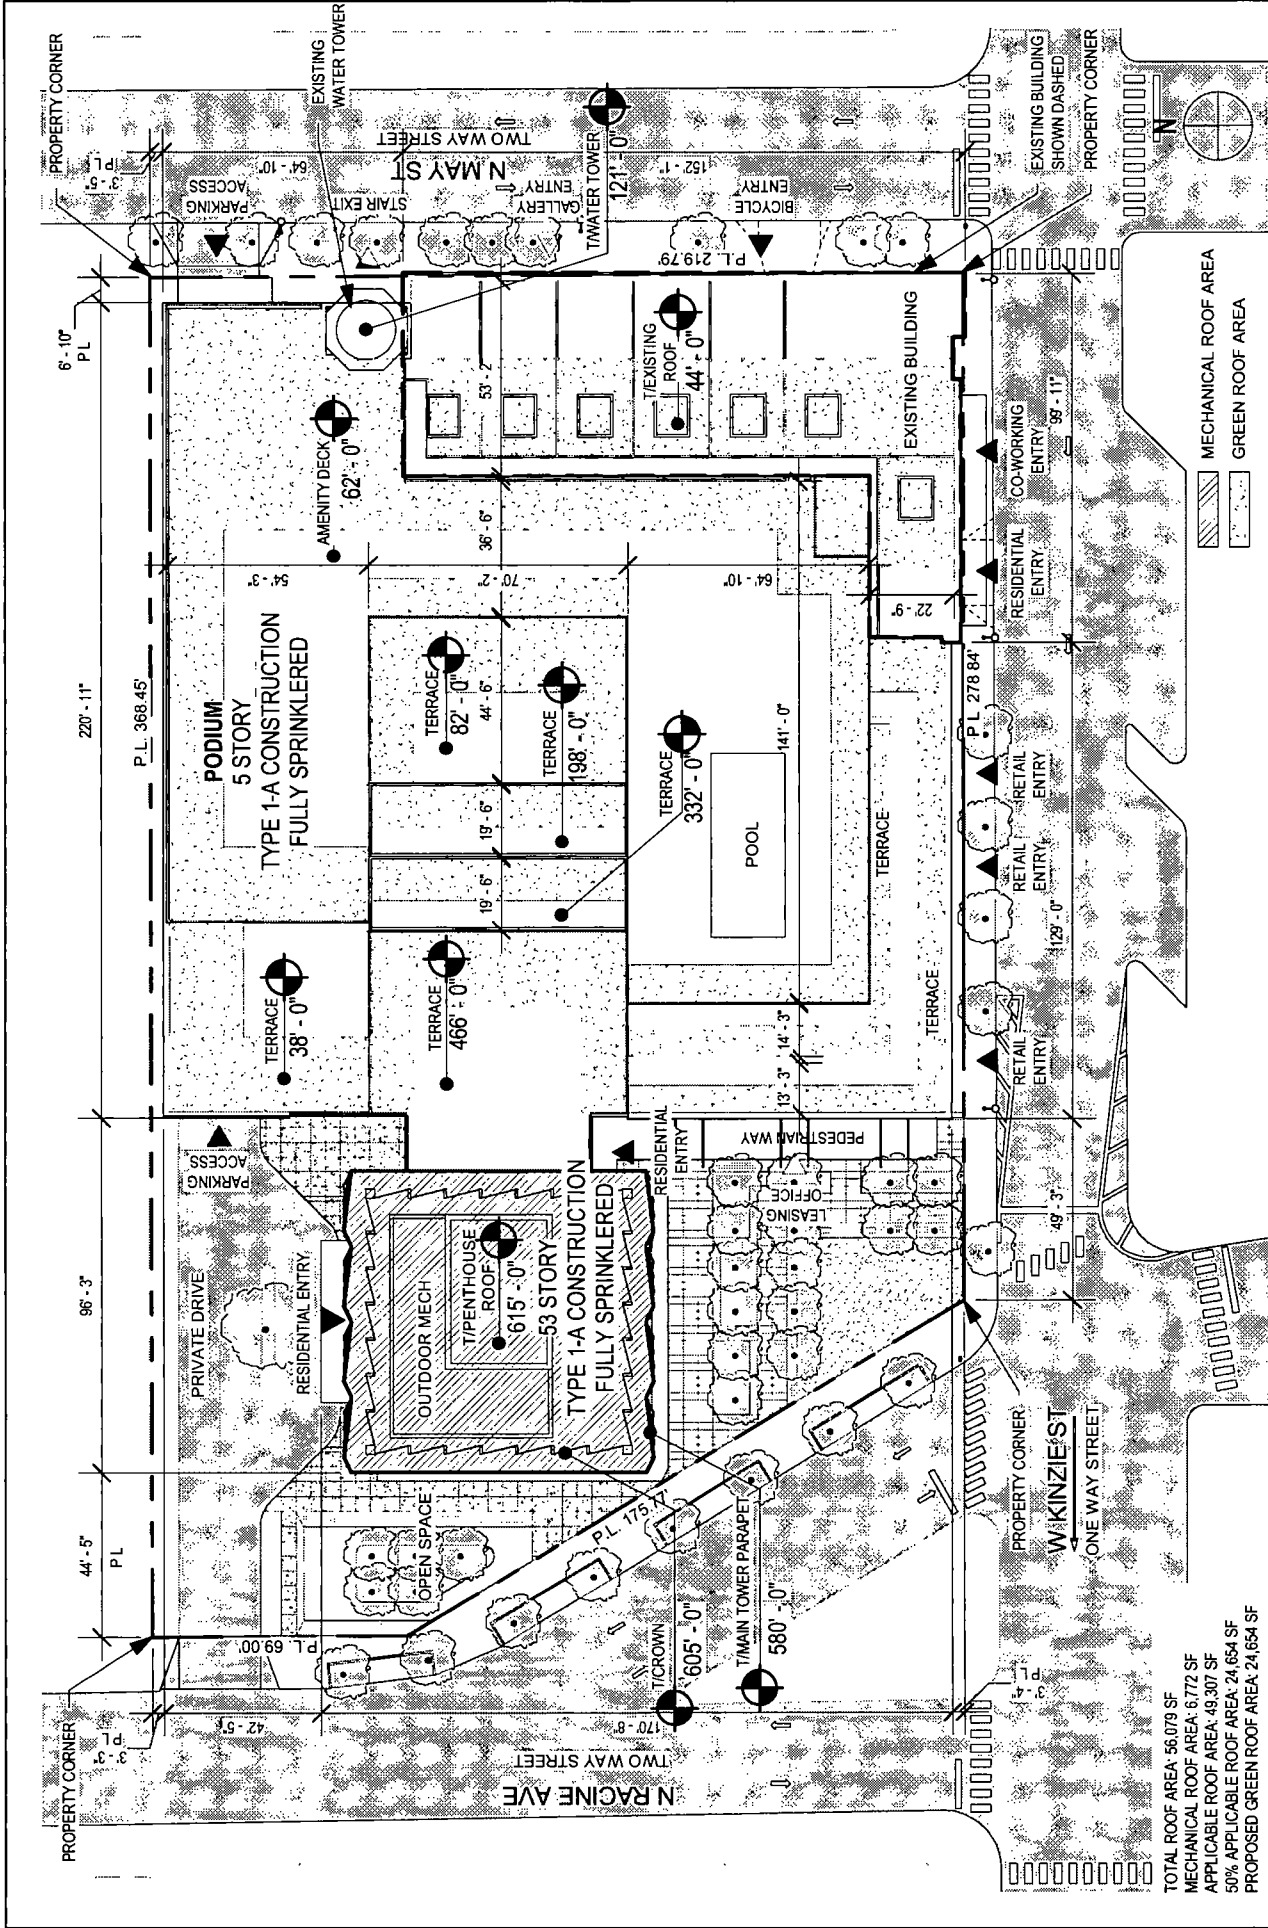 PROPERTY CORNER
EXISTING
WATER TOWER
3' - 5"
PL
TWO WAY STREET
N MAY ST
64' - 10"
PARKING
ACCESS
STAIR EXIT
GALLERY
ENTRY
T/WATER TOWER
121' - 0"
152' - 1"
BICYCLE
ENTRY
P.L. 219.79'
EXISTING BUILDING
SHOWN DASHED
PROPERTY CORNER
N
6' - 10"
PL
220' - 11"
P.L. 368.45'
PODIUM
5 STORY
TYPE 1-A CONSTRUCTION
FULLY SPRINKLERED
AMENITY DECK
62' - 0"
53' - 2"
T/EXISTING
ROOF
44' - 0"
EXISTING BUILDING
36' - 6"
54' - 3"
70' - 2"
64' - 10"
22' - 9"
CO-WORKING
ENTRY
99' - 11"
RESIDENTIAL
ENTRY
MECHANICAL ROOF AREA
GREEN ROOF AREA
TERRACE
82' - 0"
44' - 6"
TERRACE
198' - 0"
TERRACE
332' - 0"
141' - 0"
19' - 6"
19' - 6"
POOL
TERRACE
P.L. 278.84'
RETAIL
ENTRY
RETAIL
ENTRY
129' - 0"
TERRACE
38' - 0"
TERRACE
466' - 0"
14' - 3"
13' - 3"
TERRACE
RETAIL
ENTRY
PARKING
ACCESS
RESIDENTIAL
ENTRY
PEDESTRIAN WAY
LEASING
OFFICE
49' - 3"
96' - 3"
PRIVATE DRIVE
RESIDENTIAL ENTRY
OUTDOOR MECH
T/PENTHOUSE
ROOF
615' - 0"
53 STORY
TYPE 1-A CONSTRUCTION
FULLY SPRINKLERED
44' - 5"
PL
OPEN SPACE
P.L. 175.77'
P.L. 69.00'
PROPERTY CORNER
W KINZIE ST
ONE WAY STREET
T/CROWN
605' - 0"
T/MAIN TOWER PARAPET
580' - 0"
PROPERTY CORNER
3' - 3"
PL
42' - 5"
170' - 8"
3' - 4"
PL
TWO WAY STREET
N RACINE AVE
TOTAL ROOF AREA: 56,079 SF
MECHANICAL ROOF AREA: 6,772 SF
APPLICABLE ROOF AREA: 49,307 SF
50% APPLICABLE ROOF AREA: 24,654 SF
PROPOSED GREEN ROOF AREA 24,654 SF